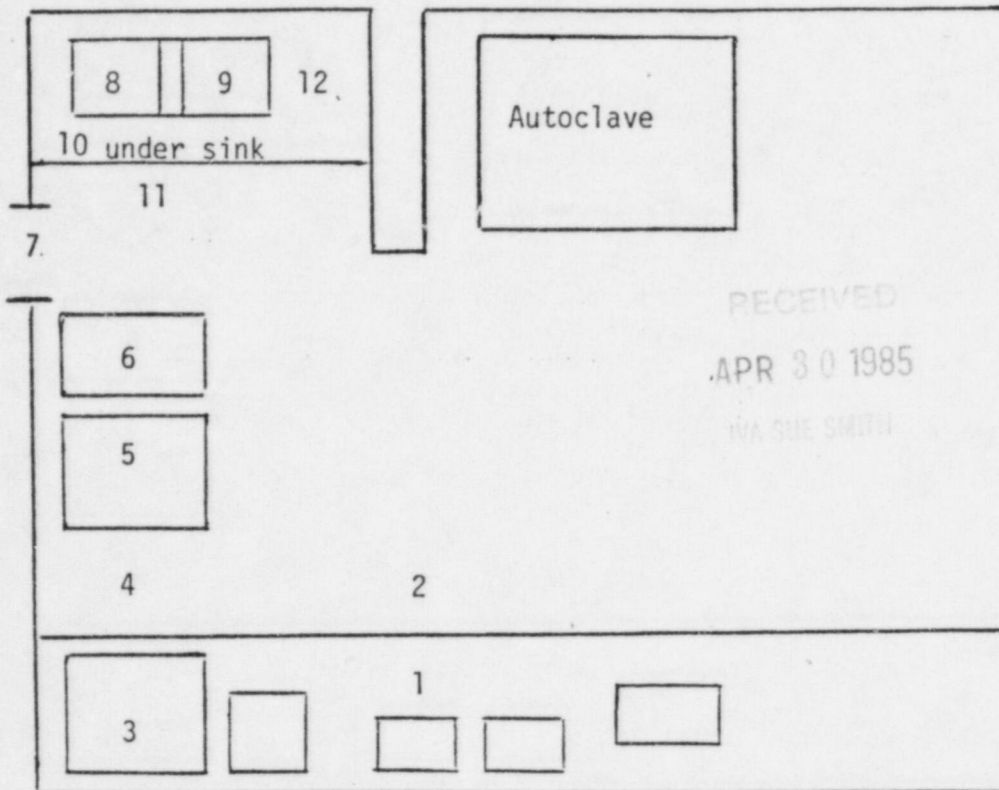 8 9 12
Autoclave
10 under sink
11
7
RECEIVED
6
APR 30 1985
IVA SUE SMITH
5
4 2
1
3